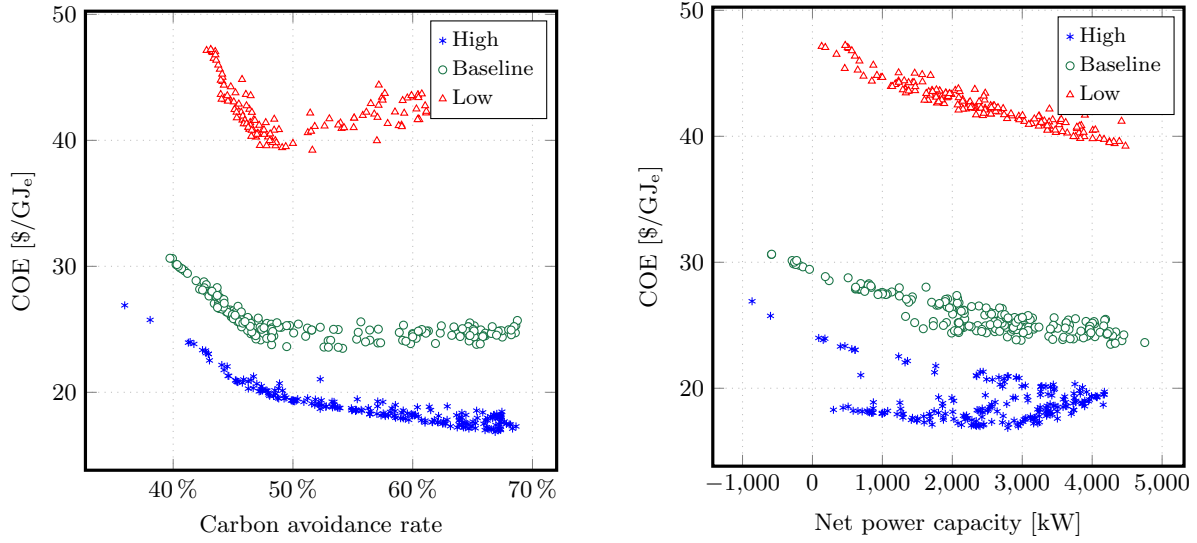 50
40
30
20
COE [$/GJₑ]
High
Baseline
Low
40 %
50 %
60 %
70 %
Carbon avoidance rate
50
40
30
20
COE [$/GJₑ]
High
Baseline
Low
−1,000
0
1,000
2,000
3,000
4,000
5,000
Net power capacity [kW]